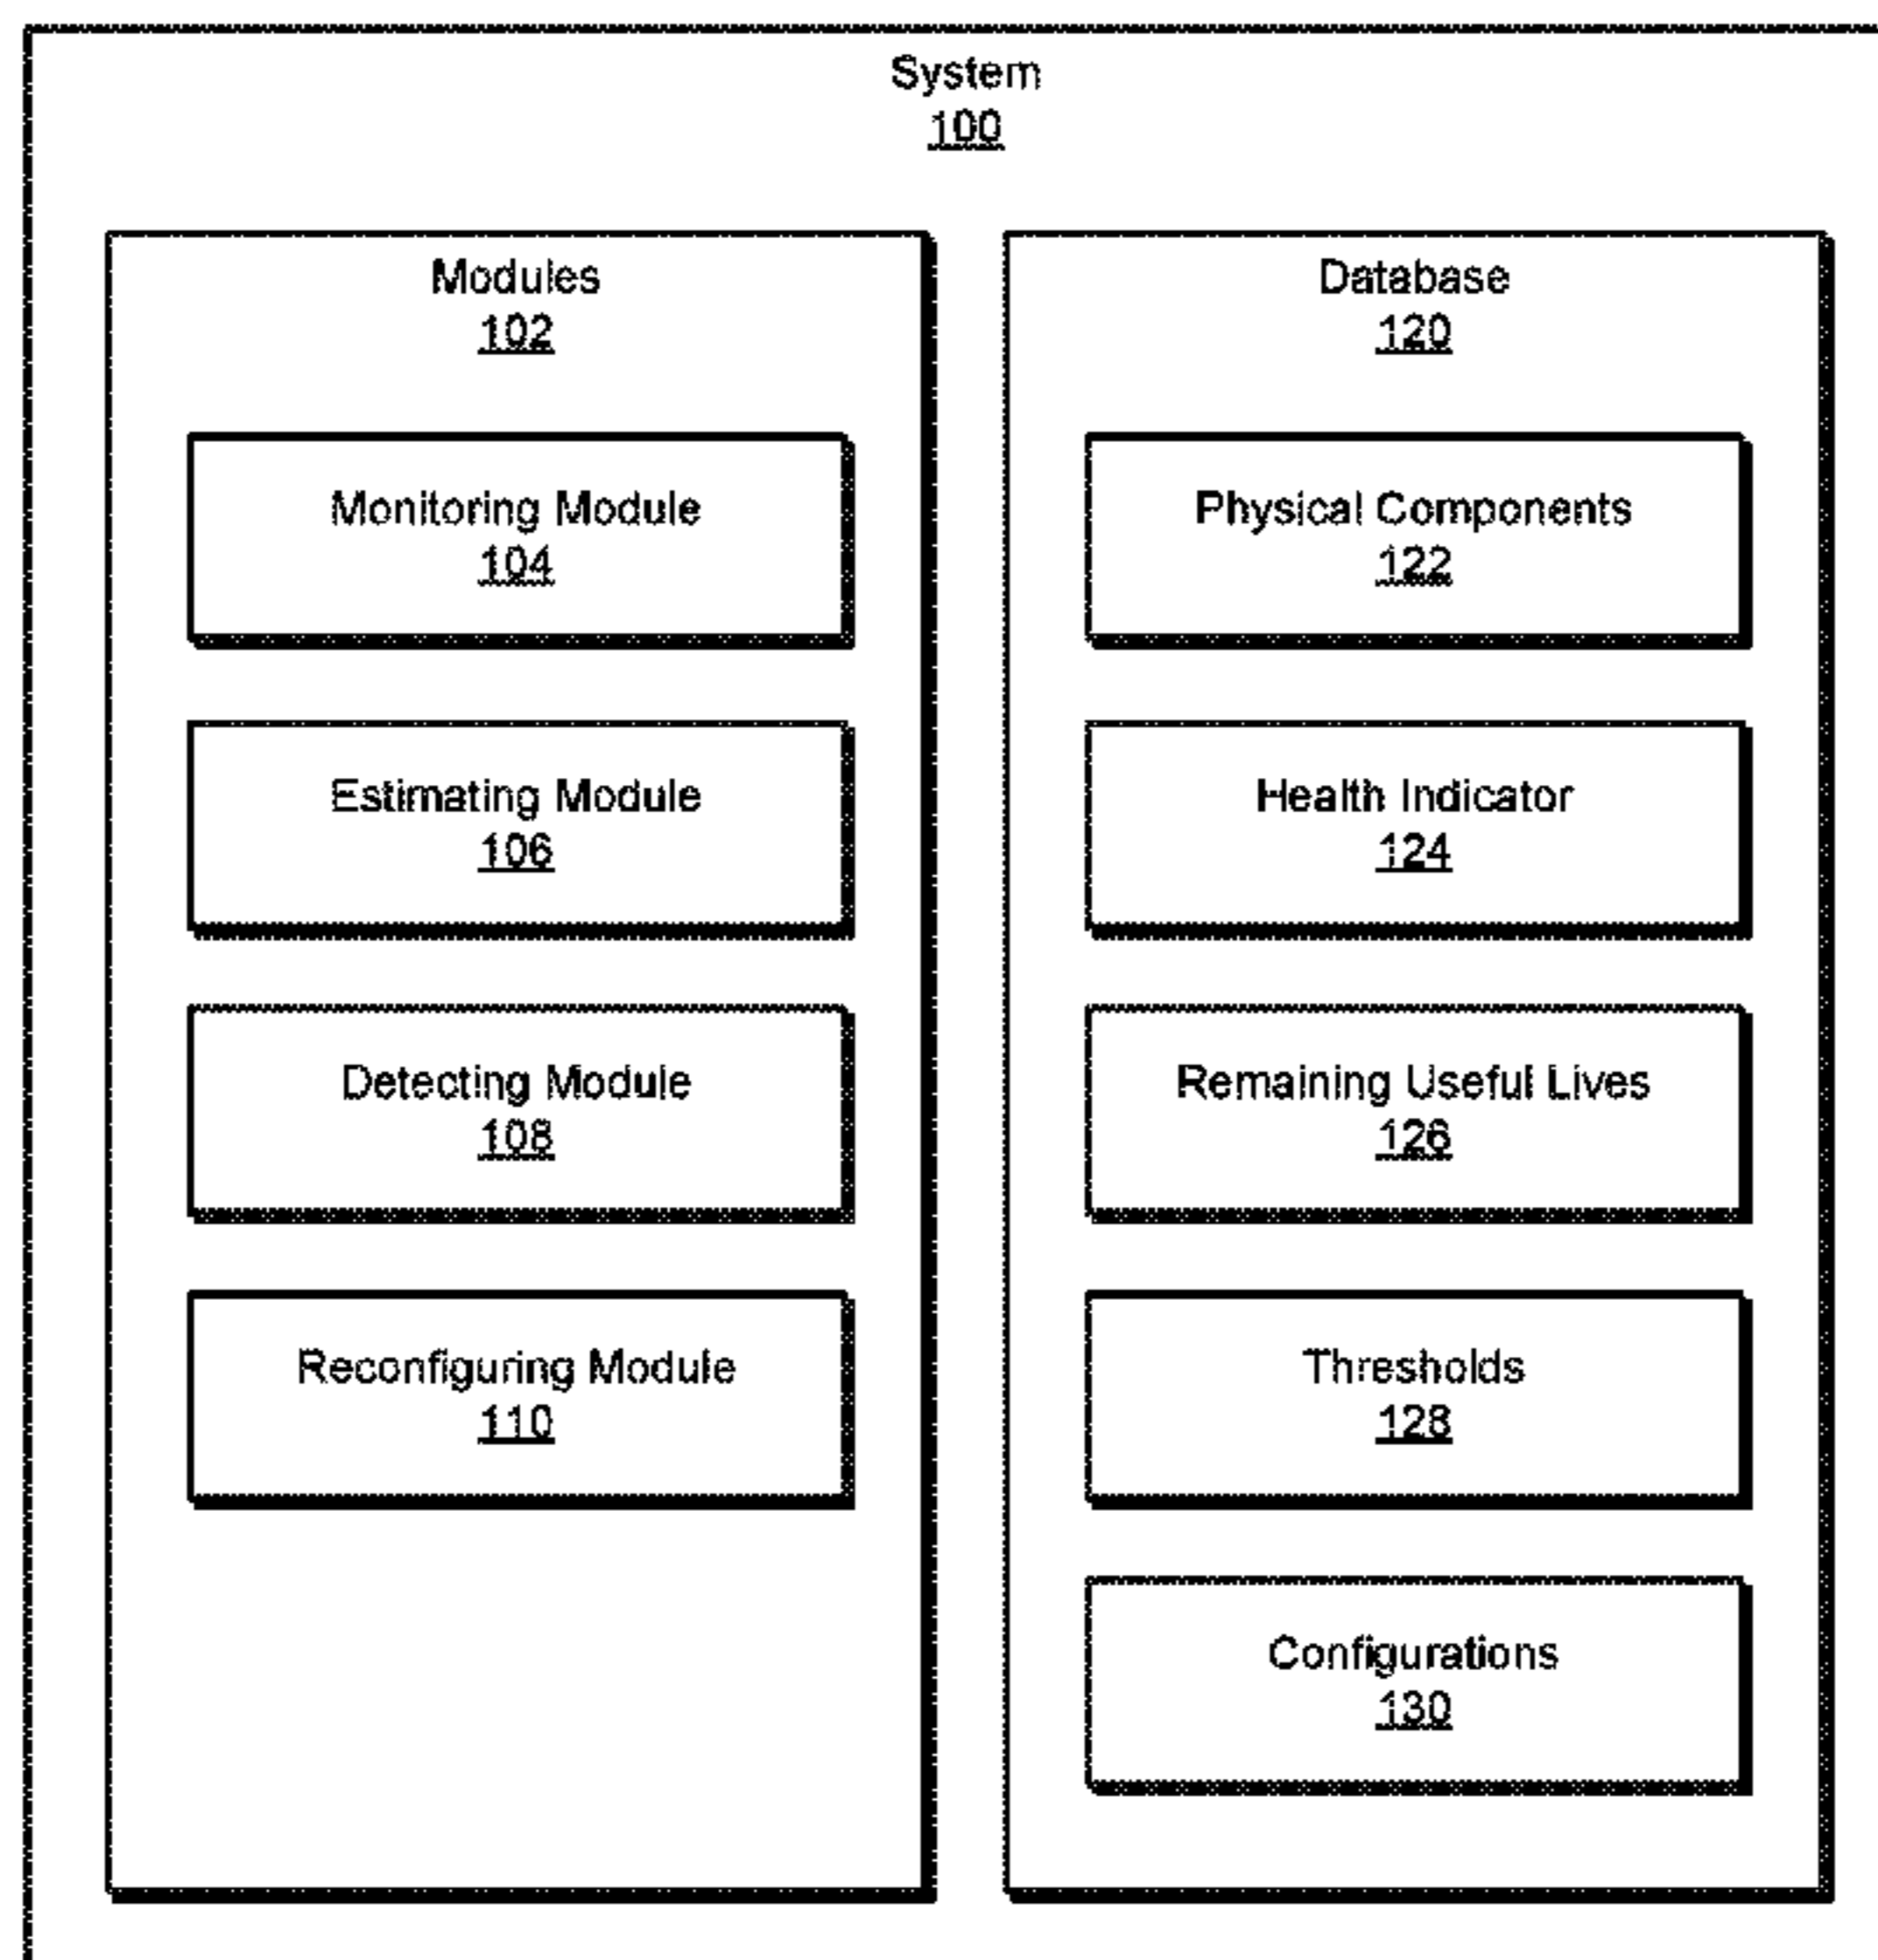 System
100
Modules
102
Monitoring Module
104
Estimating Module
106
Detecting Module
108
Reconfiguring Module
110
Database
120
Physical Components
122
Health Indicator
124
Remaining Useful Lives
126
Thresholds
128
Configurations
130